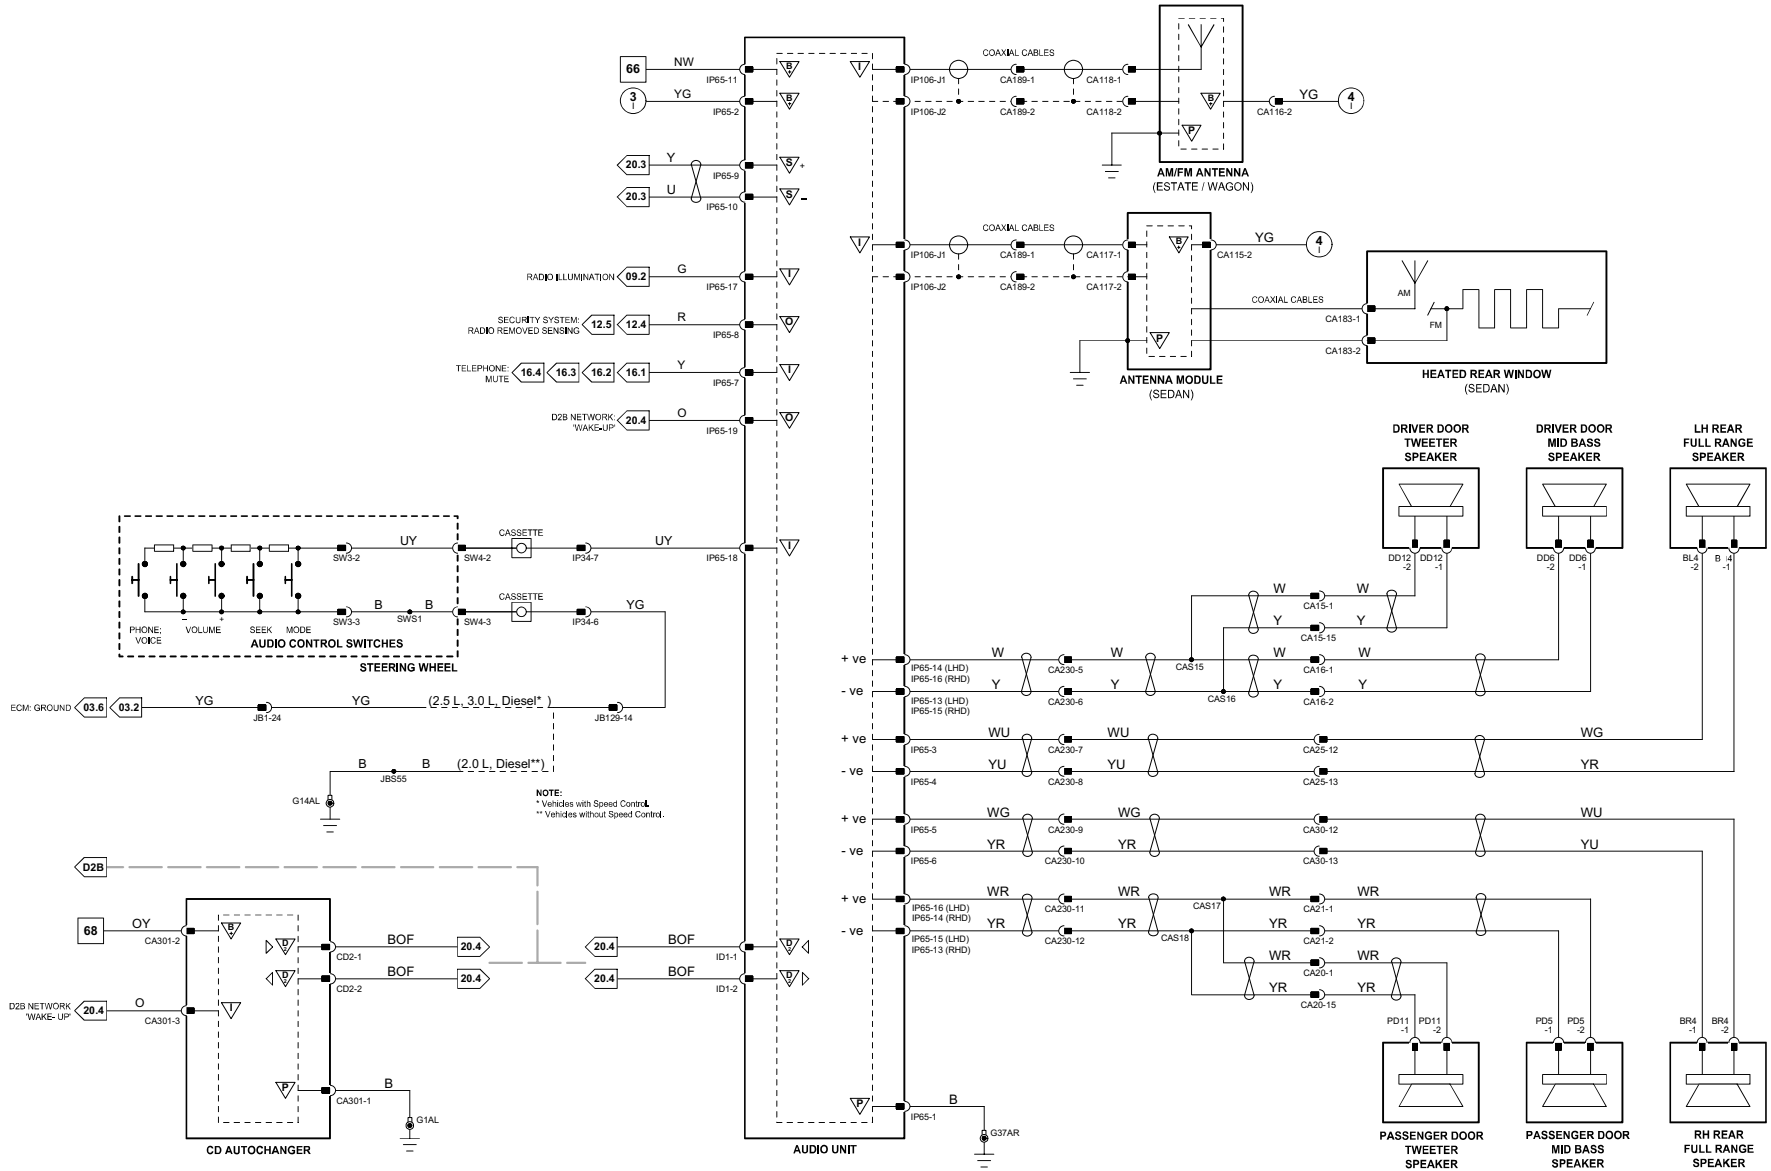 66
NW
IP65-11
B
+
3
I
YG
IP65-2
B
+
20.3
Y
IP65-9
S
+
20.3
U
IP65-10
S
–
RADIO ILLUMINATION
09.2
G
IP65-17
I
SECURITY SYSTEM:
RADIO REMOVED SENSING
12.5
12.4
R
IP65-8
O
TELEPHONE:
MUTE
16.4
16.3
16.2
16.1
Y
IP65-7
I
D2B NETWORK:
'WAKE-UP'
20.4
O
IP65-19
O
I
IP106-J1
COAXIAL CABLES
CA189-1
CA118-1
IP106-J2
CA189-2
CA118-2
B
+
P
CA116-2
YG
4
I
AM/FM ANTENNA
(ESTATE / WAGON)
I
IP106-J1
COAXIAL CABLES
CA189-1
CA117-1
IP106-J2
CA189-2
CA117-2
B
+
P
CA115-2
YG
4
I
ANTENNA MODULE
(SEDAN)
COAXIAL CABLES
CA183-1
CA183-2
AM
FM
HEATED REAR WINDOW
(SEDAN)
DRIVER DOOR
TWEETER
SPEAKER
DRIVER DOOR
MID BASS
SPEAKER
LH REAR
FULL RANGE
SPEAKER
DD12
-2
DD12
-1
DD6
-2
DD6
-1
BL4
-2
-1
SW3-2
UY
SW4-2
CASSETTE
IP34-7
UY
IP65-18
I
SW3-3
B
SWS1
B
SW4-3
CASSETTE
IP34-6
YG
PHONE;
VOICE
–
VOLUME
+
SEEK
MODE
AUDIO CONTROL SWITCHES
STEERING WHEEL
ECM: GROUND
03.6
03.2
YG
JB1-24
YG
(2.5 L, 3.0 L, Diesel* )
JB129-14
B
JBS55
B
(2.0 L, Diesel**)
G14AL
NOTE:
* Vehicles with Speed Control.
** Vehicles without Speed Control.
W
CA15-1
W
Y
CA15-15
Y
+ ve
IP65-14 (LHD)
IP65-16 (RHD)
W
CA230-5
W
CAS15
W
CA16-1
W
- ve
IP65-13 (LHD)
IP65-15 (RHD)
Y
CA230-6
Y
CAS16
Y
CA16-2
Y
+ ve
IP65-3
WU
CA230-7
WU
CA25-12
WG
- ve
IP65-4
YU
CA230-8
YU
CA25-13
YR
+ ve
IP65-5
WG
CA230-9
WG
CA30-12
WU
- ve
IP65-6
YR
CA230-10
YR
CA30-13
YU
+ ve
IP65-16 (LHD)
IP65-14 (RHD)
WR
CA230-11
WR
CAS17
WR
CA21-1
WR
- ve
IP65-15 (LHD)
IP65-13 (RHD)
YR
CA230-12
YR
CAS18
YR
CA21-2
YR
WR
CA20-1
WR
YR
CA20-15
YR
D2B
68
OY
CA301-2
B
+
D
2
CD2-1
BOF
20.4
D
2
CD2-2
BOF
20.4
20.4
BOF
ID1-1
D
2
20.4
BOF
ID1-2
D
2
D2B NETWORK
'WAKE- UP'
20.4
O
CA301-3
I
P
CA301-1
B
G1AL
CD AUTOCHANGER
P
IP65-1
B
G37AR
AUDIO UNIT
PD11
-1
PD11
-2
PD5
-1
PD5
-2
BR4
-1
BR4
-2
PASSENGER DOOR
TWEETER
SPEAKER
PASSENGER DOOR
MID BASS
SPEAKER
RH REAR
FULL RANGE
SPEAKER